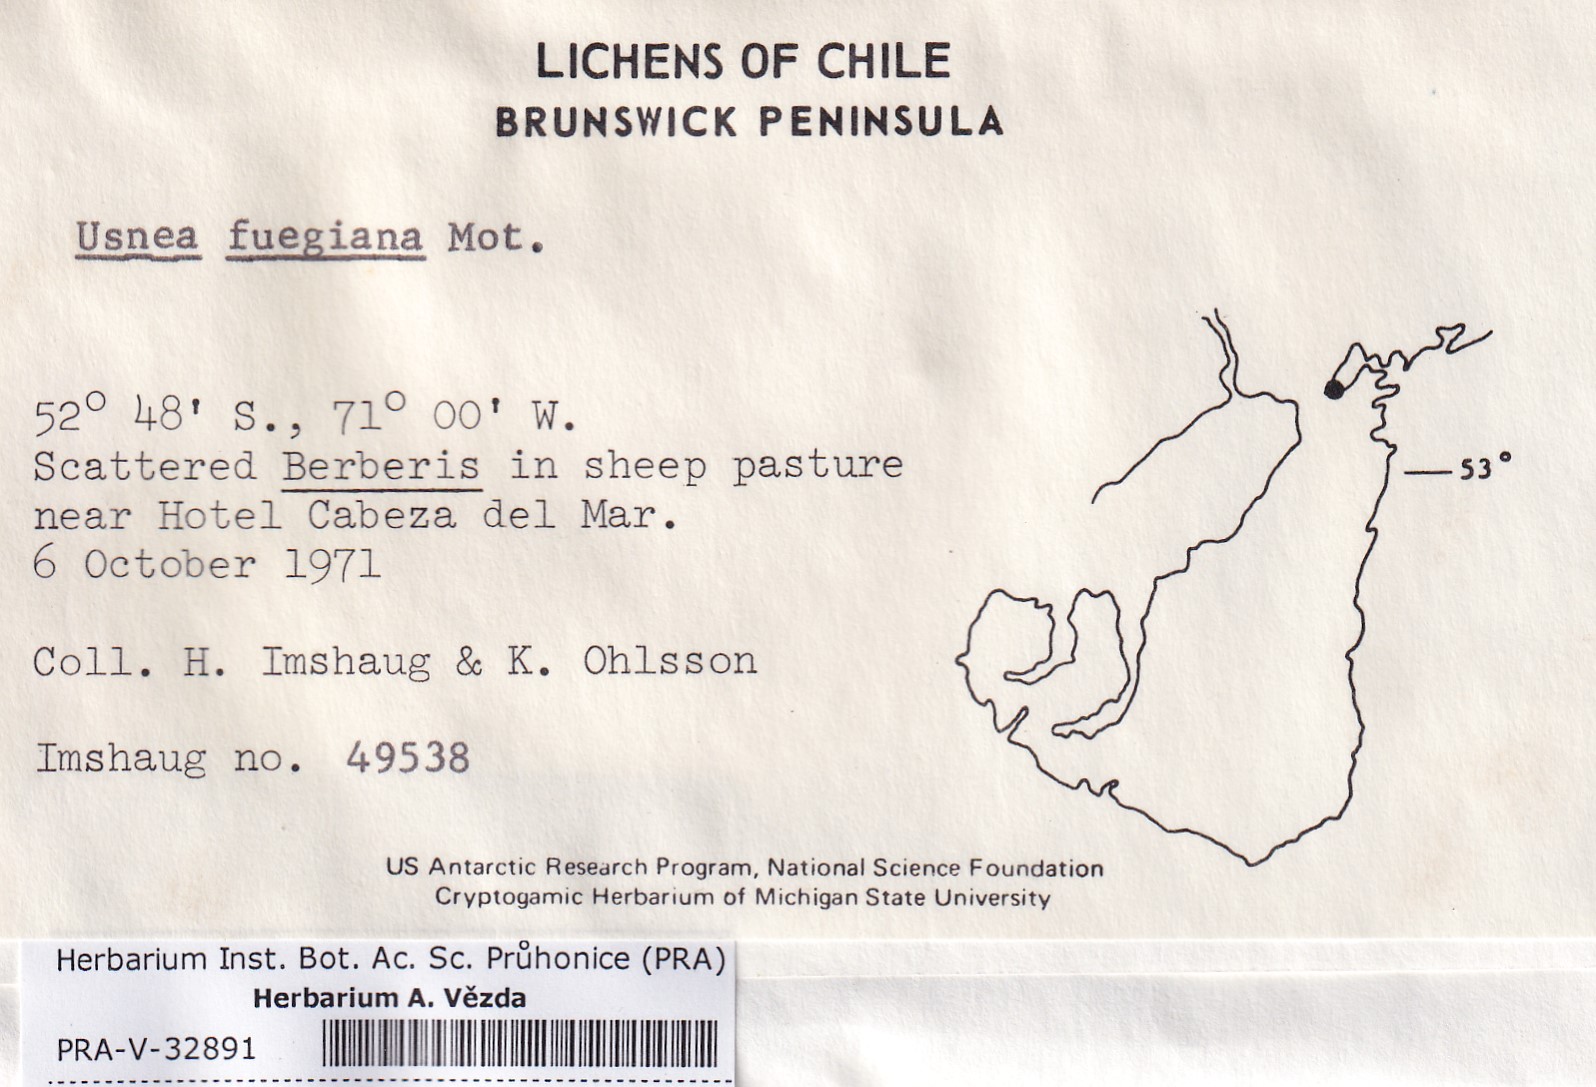 LICHENS OF CHILE
BRUNSWICK PENINSULA
Usnea fuegiana Mot.
52° 48' S., 71° 00' W.
Scattered Berberis in sheep pasture
near Hotel Cabeza del Mar.
6 October 1971
Coll. H. Imshaug & K. Ohlsson
Imshaug no. 49538
53°
US Antarctic Research Program, National Science Foundation
Cryptogamic Herbarium of Michigan State University
Herbarium Inst. Bot. Ac. Sc. Průhonice (PRA)
Herbarium A. Vězda
PRA-V-32891